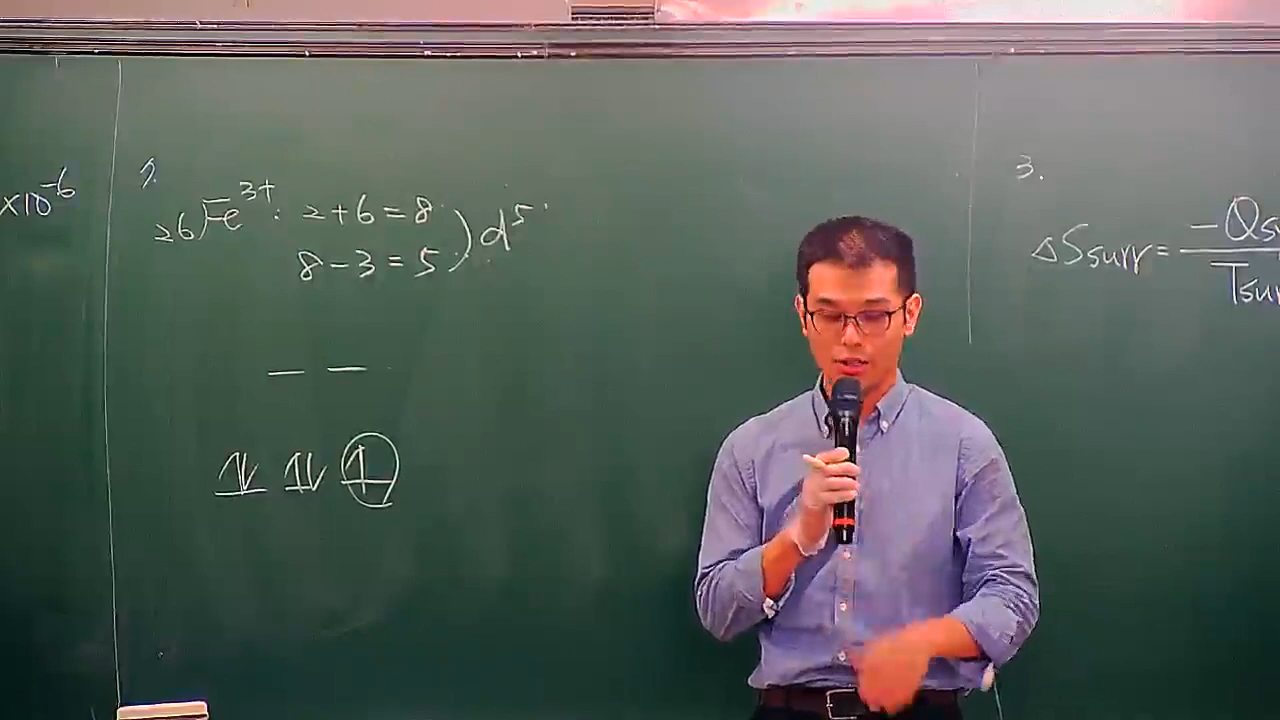 ×10⁻⁶
2.
₂₆Fe³⁺: 2+6=8
8-3=5 ) d⁵
3.
ΔSsurr = -Qsu
Tsur